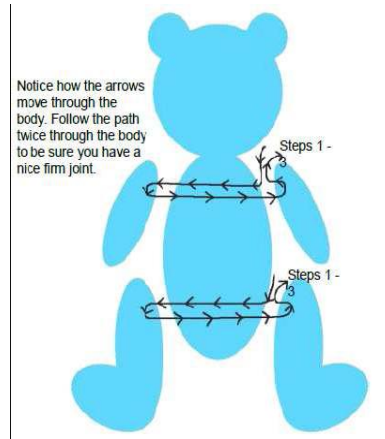 Notice how the arrows
move through the
body. Follow the path
twice through the body
to be sure you have a
nice firm joint.
Steps 1 -
3
Steps 1 -
3